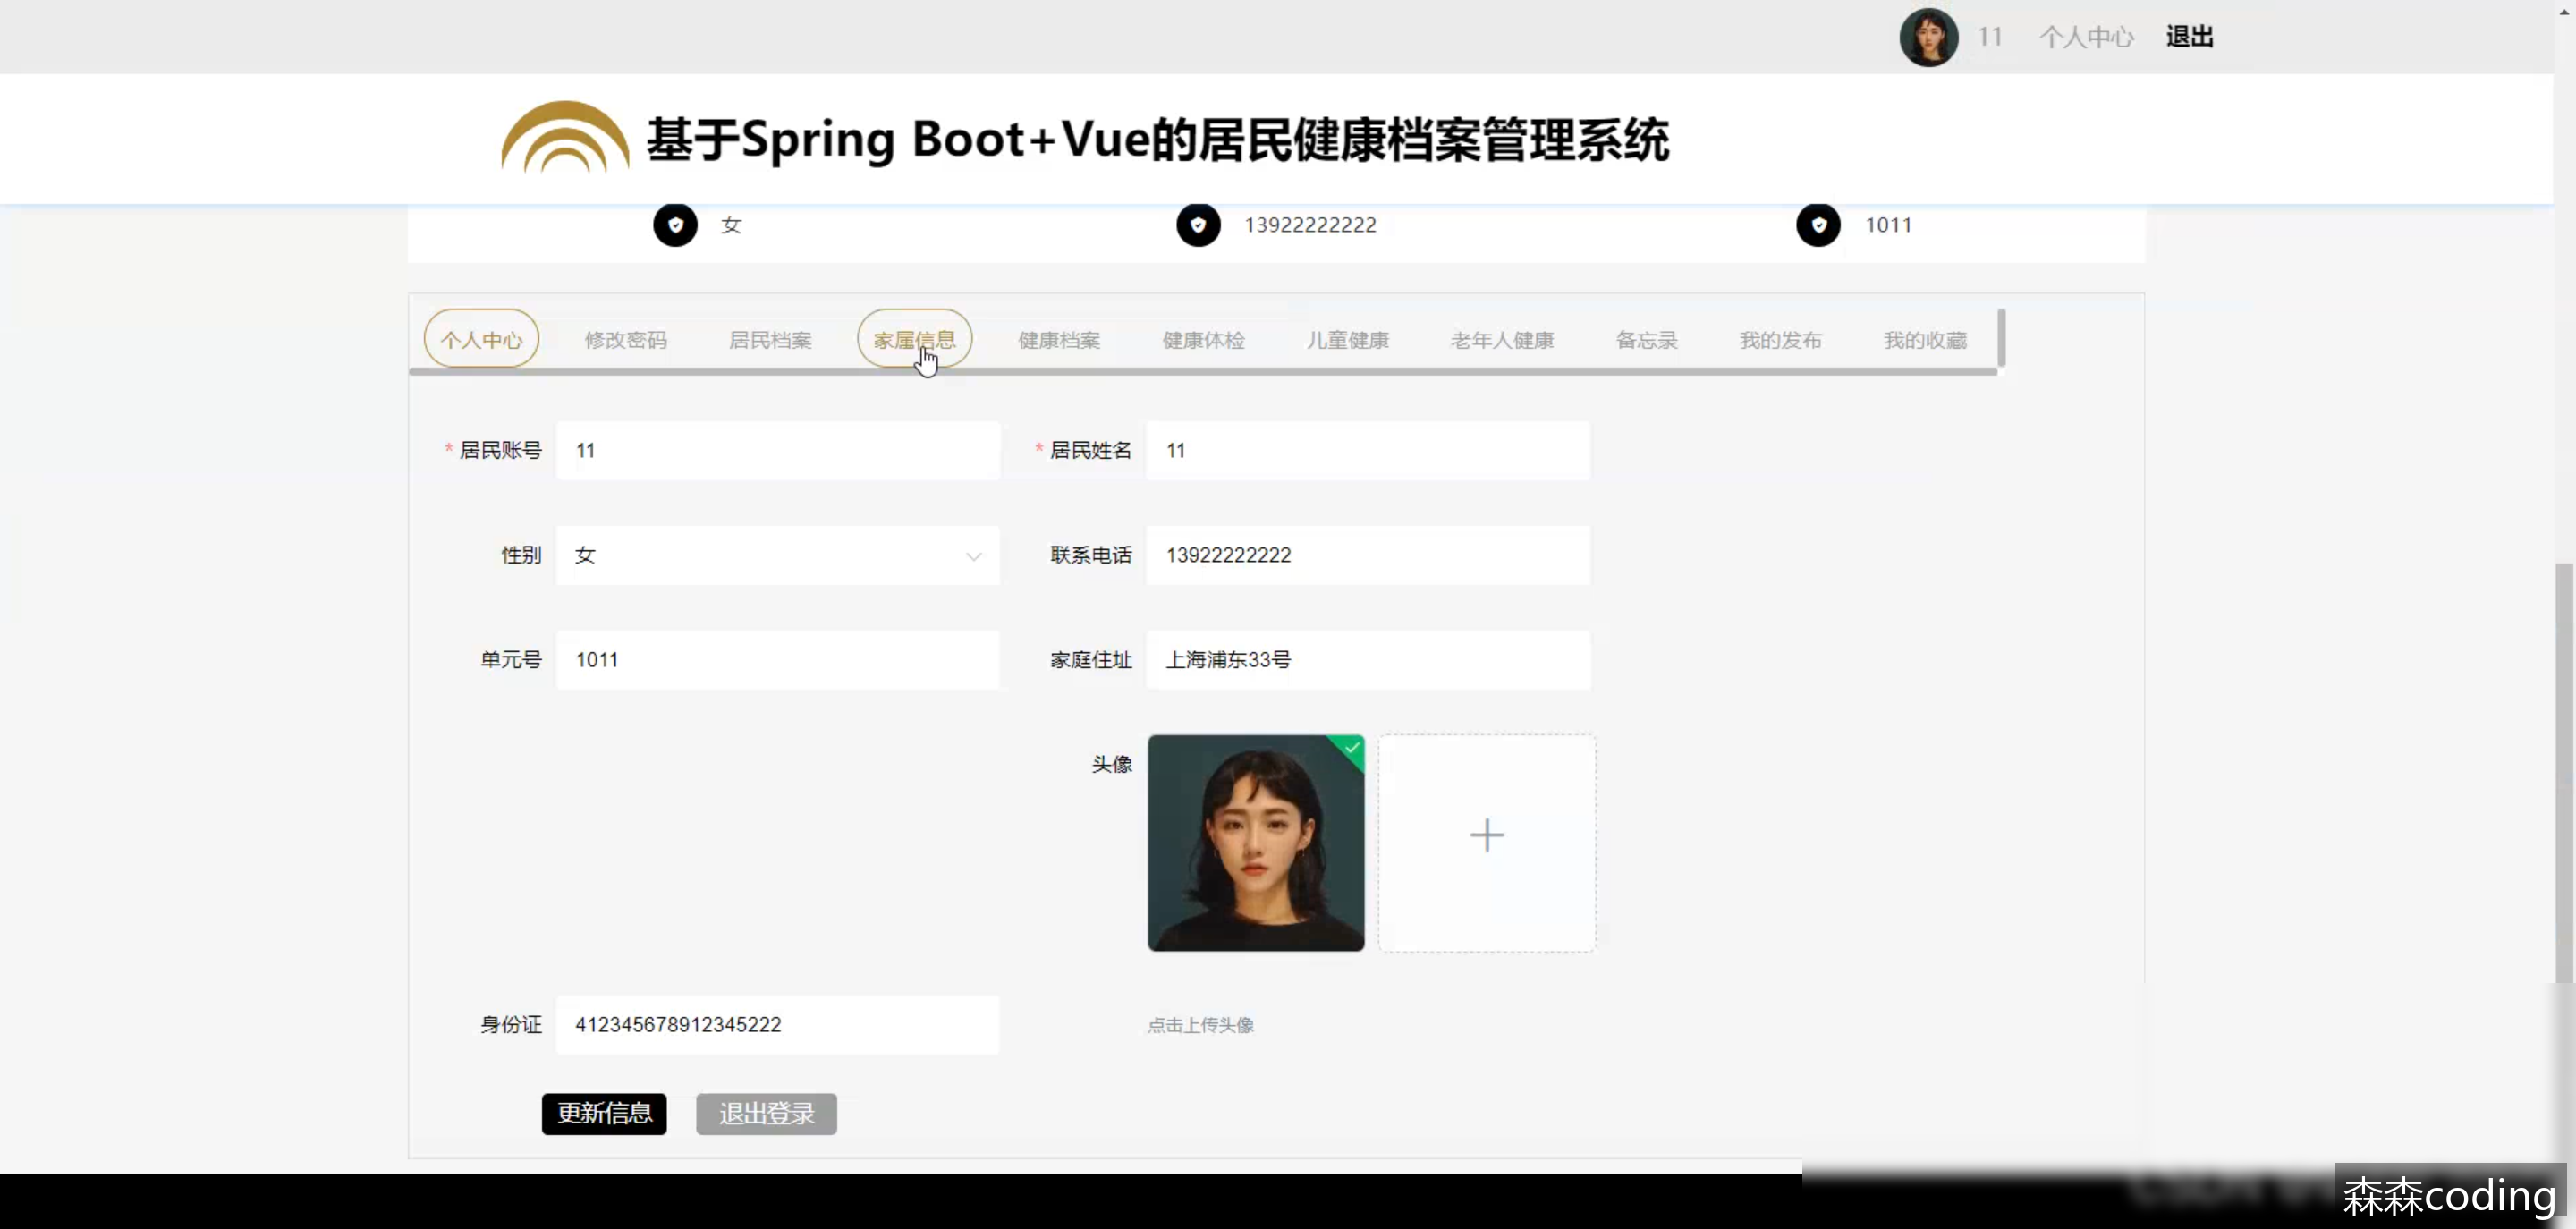 11 个人中心 退出
基于Spring Boot+Vue的居民健康档案管理系统
女 13922222222 1011
个人中心 修改密码 居民档案 家属信息 健康档案 健康体检 儿童健康 老年人健康 备忘录 我的发布 我的收藏
* 居民账号 11 * 居民姓名 11
性别 女 联系电话 13922222222
单元号 1011 家庭住址 上海浦东33号
头像
身份证 412345678912345222 点击上传头像
更新信息 退出登录
森森coding